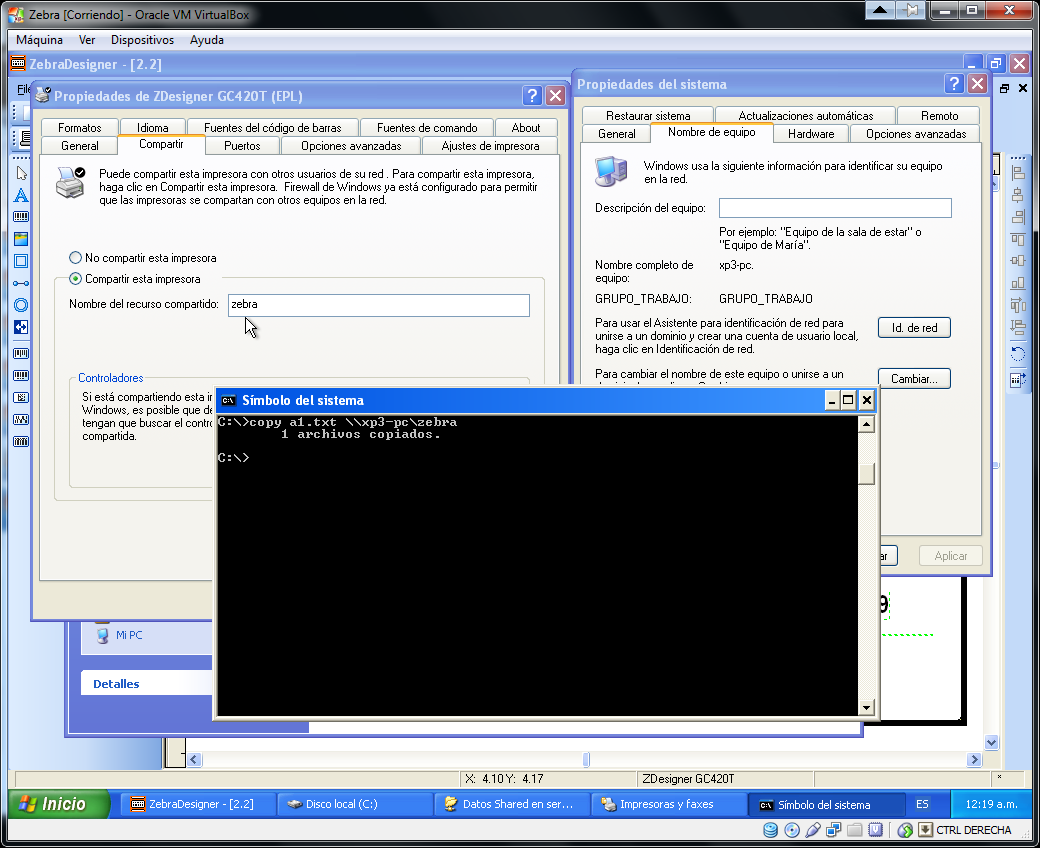 Zebra [Corriendo] - Oracle VM VirtualBox
Máquina Ver Dispositivos Ayuda
ZebraDesigner - [2.2]
File
Propiedades de ZDesigner GC420T (EPL)
Formatos Idioma Fuentes del código de barras Fuentes de comando About
General Compartir Puertos Opciones avanzadas Ajustes de impresora
Puede compartir esta impresora con otros usuarios de su red . Para compartir esta impresora,
haga clic en Compartir esta impresora. Firewall de Windows ya está configurado para permitir
que las impresoras se compartan con otros equipos en la red.
No compartir esta impresora
Compartir esta impresora
Nombre del recurso compartido: zebra
Controladores
Si está compartiendo esta
Windows, es posible que
tengan que buscar el
compartida.
Propiedades del sistema
Restaurar sistema Actualizaciones automáticas Remoto
General Nombre de equipo Hardware Opciones avanzadas
Windows usa la siguiente información para identificar su equipo
en la red.
Descripción del equipo:
Por ejemplo: "Equipo de la sala de estar" o
"Equipo de María".
Nombre completo de
equipo:
xp3-pc.
GRUPO_TRABAJO: GRUPO_TRABAJO
Para usar el Asistente para identificación de red para
unirse a un dominio y crear una cuenta de usuario local,
haga clic en Identificación de red.
Id. de red
Para cambiar el nombre de este equipo o unirse a un
Cambiar...
ar Aplicar
Símbolo del sistema
C:\>copy a1.txt \\xp3-pc\zebra
1 archivos copiados.
C:\>
9
Mi PC
Detalles
X: 4.10 Y: 4.17 ZDesigner GC420T *
Inicio ZebraDesigner - [2.2] Disco local (C:) Datos Shared en ser... Impresoras y faxes Símbolo del sistema ES 12:19 a.m.
CTRL DERECHA